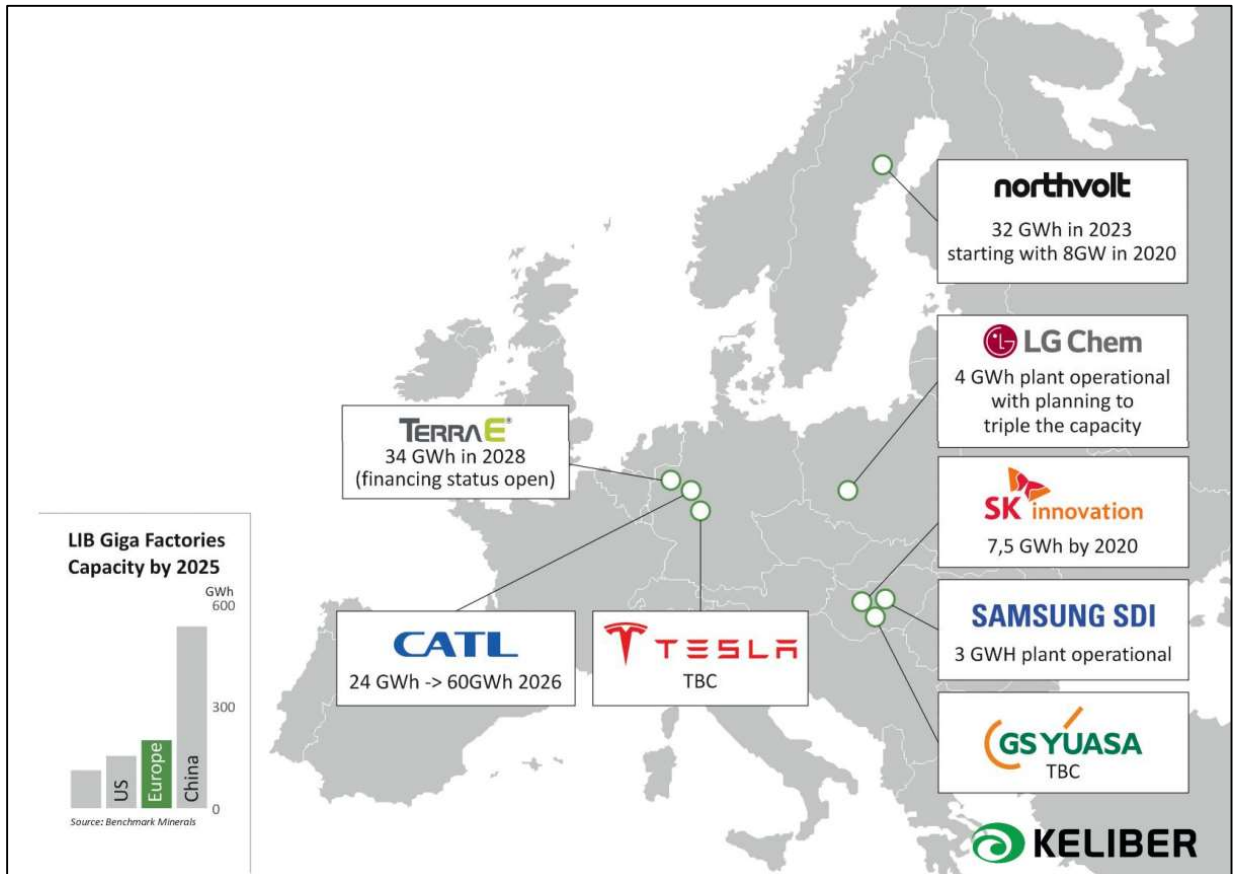 northvolt
32 GWh in 2023
starting with 8GW in 2020
LG Chem
4 GWh plant operational
with planning to
triple the capacity
TERRAE®
34 GWh in 2028
(financing status open)
SK innovation
7,5 GWh by 2020
SAMSUNG SDI
3 GWH plant operational
CATL
24 GWh -> 60GWh 2026
TESLA
TBC
GS YUASA
TBC
LIB Giga Factories
Capacity by 2025
GWh
600
300
0
US
Europe
China
Source: Benchmark Minerals
KELIBER